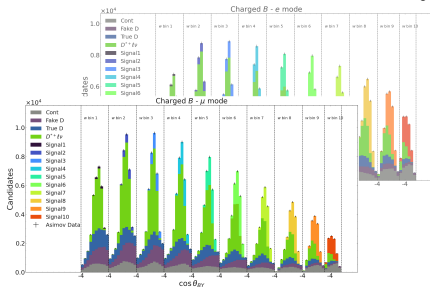 Charged B - e mode
1.0 ×10⁴
w bin 1 w bin 2 w bin 3 w bin 4 w bin 5 w bin 6 w bin 7 w bin 8 w bin 9 w bin 10
Cont
Fake D
True D
D*⁺ℓν
Signal1
Signal2
Signal3
Signal4
Signal5
Signal6
0.8
0.6
-4 -4
Charged B - μ mode
1.0 ×10⁴
w bin 1 w bin 2 w bin 3 w bin 4 w bin 5 w bin 6 w bin 7 w bin 8 w bin 9 w bin 10
Cont
Fake D
True D
D*⁺ℓν
Signal1
Signal2
Signal3
Signal4
Signal5
Signal6
Signal7
Signal8
Signal9
Signal10
Asimov Data
Candidates
0.8
0.6
0.4
0.2
0.0
-4 -4 -4 -4 -4 -4 -4 -4 -4 -4
cos θBY